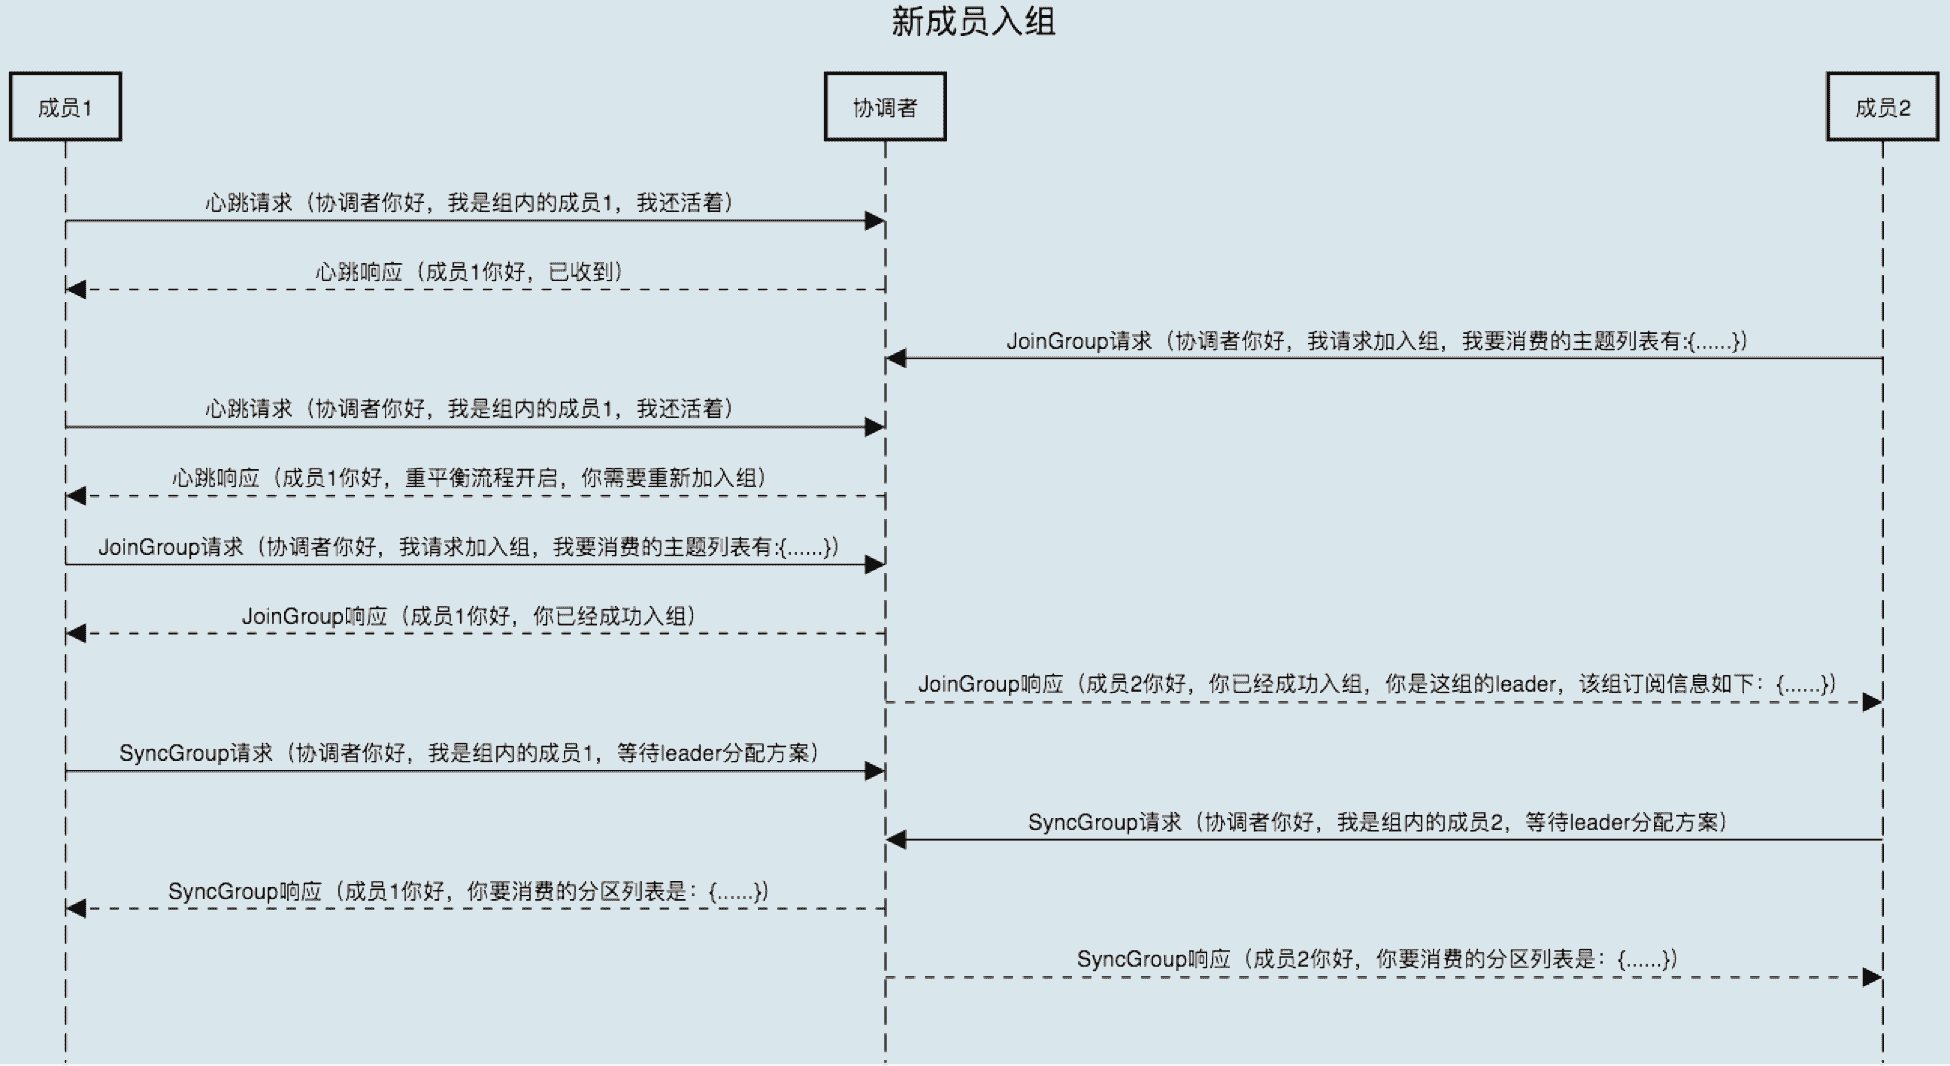 新成员入组
成员1
协调者
成员2
心跳请求（协调者你好，我是组内的成员1，我还活着）
心跳响应（成员1你好，已收到）
JoinGroup请求（协调者你好，我请求加入组，我要消费的主题列表有:{......}）
心跳请求（协调者你好，我是组内的成员1，我还活着）
心跳响应（成员1你好，重平衡流程开启，你需要重新加入组）
JoinGroup请求（协调者你好，我请求加入组，我要消费的主题列表有:{......}）
JoinGroup响应（成员1你好，你已经成功入组）
JoinGroup响应（成员2你好，你已经成功入组，你是这组的leader，该组订阅信息如下：{......}）
SyncGroup请求（协调者你好，我是组内的成员1，等待leader分配方案）
SyncGroup请求（协调者你好，我是组内的成员2，等待leader分配方案）
SyncGroup响应（成员1你好，你要消费的分区列表是：{......}）
SyncGroup响应（成员2你好，你要消费的分区列表是：{......}）